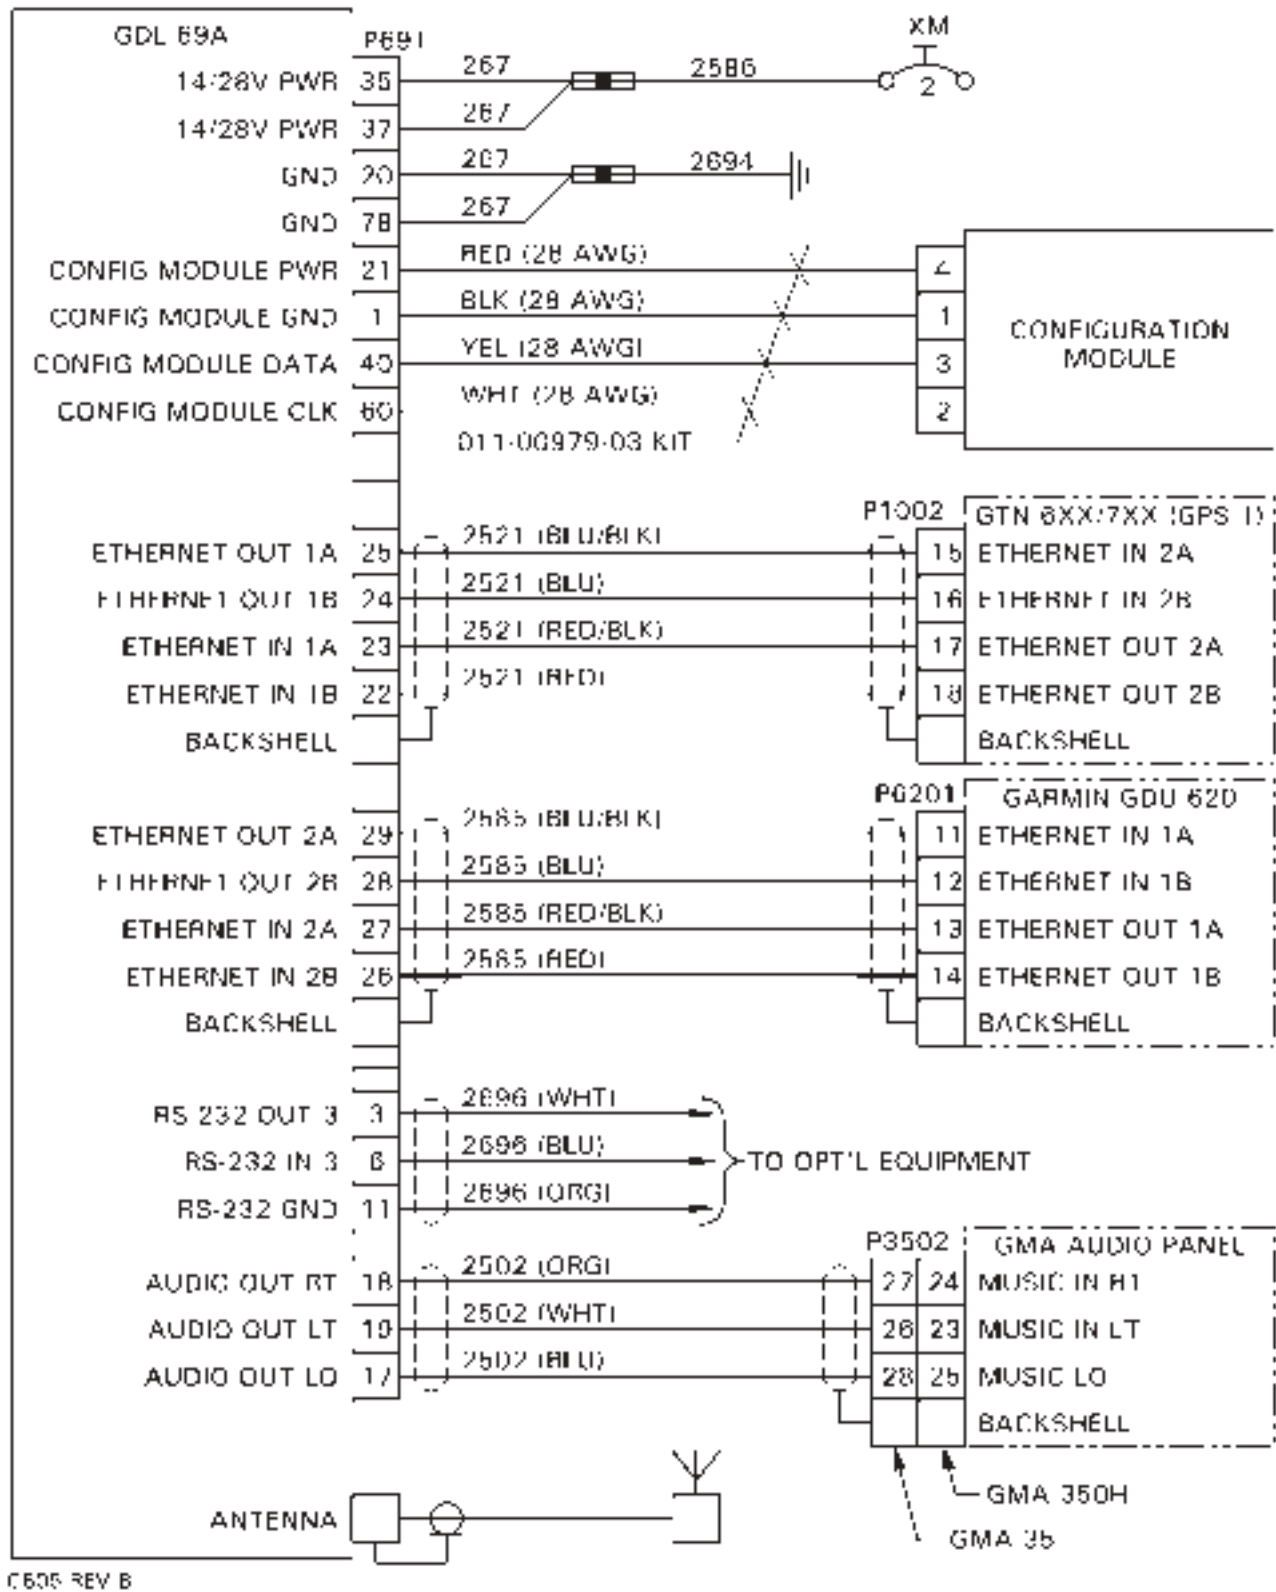 GDL 69A P691 XM
14/28V PWR 35 267 2586 2
14/28V PWR 37 267
GND 20 267 2694
GND 78 267
CONFIG MODULE PWR 21 RED (28 AWG) 4
CONFIG MODULE GND 1 BLK (28 AWG) 1
CONFIGURATION
MODULE
CONFIG MODULE DATA 40 YEL (28 AWG) 3
CONFIG MODULE CLK 60 WHT (28 AWG) 2
011-00979-03 KIT
P1002 GTN 6XX/7XX (GPS 1)
ETHERNET OUT 1A 25 2521 (BLU/BLK) 15 ETHERNET IN 2A
ETHERNET OUT 1B 24 2521 (BLU) 16 ETHERNET IN 2B
ETHERNET IN 1A 23 2521 (RED/BLK) 17 ETHERNET OUT 2A
ETHERNET IN 1B 22 2521 (RED) 18 ETHERNET OUT 2B
BACKSHELL BACKSHELL
P6201 GARMIN GDU 620
ETHERNET OUT 2A 29 2585 (BLU/BLK) 11 ETHERNET IN 1A
ETHERNET OUT 2B 28 2585 (BLU) 12 ETHERNET IN 1B
ETHERNET IN 2A 27 2585 (RED/BLK) 13 ETHERNET OUT 1A
ETHERNET IN 2B 26 2585 (RED) 14 ETHERNET OUT 1B
BACKSHELL BACKSHELL
RS-232 OUT 3 3 2696 (WHT)
RS-232 IN 3 6 2696 (BLU) TO OPT'L EQUIPMENT
RS-232 GND 11 2696 (ORG)
P3502 GMA AUDIO PANEL
AUDIO OUT RT 18 2502 (ORG) 27 24 MUSIC IN RT
AUDIO OUT LT 19 2502 (WHT) 26 23 MUSIC IN LT
AUDIO OUT LO 17 2502 (BLU) 28 25 MUSIC LO
BACKSHELL
GMA 350H
ANTENNA
GMA 35
C605 REV B